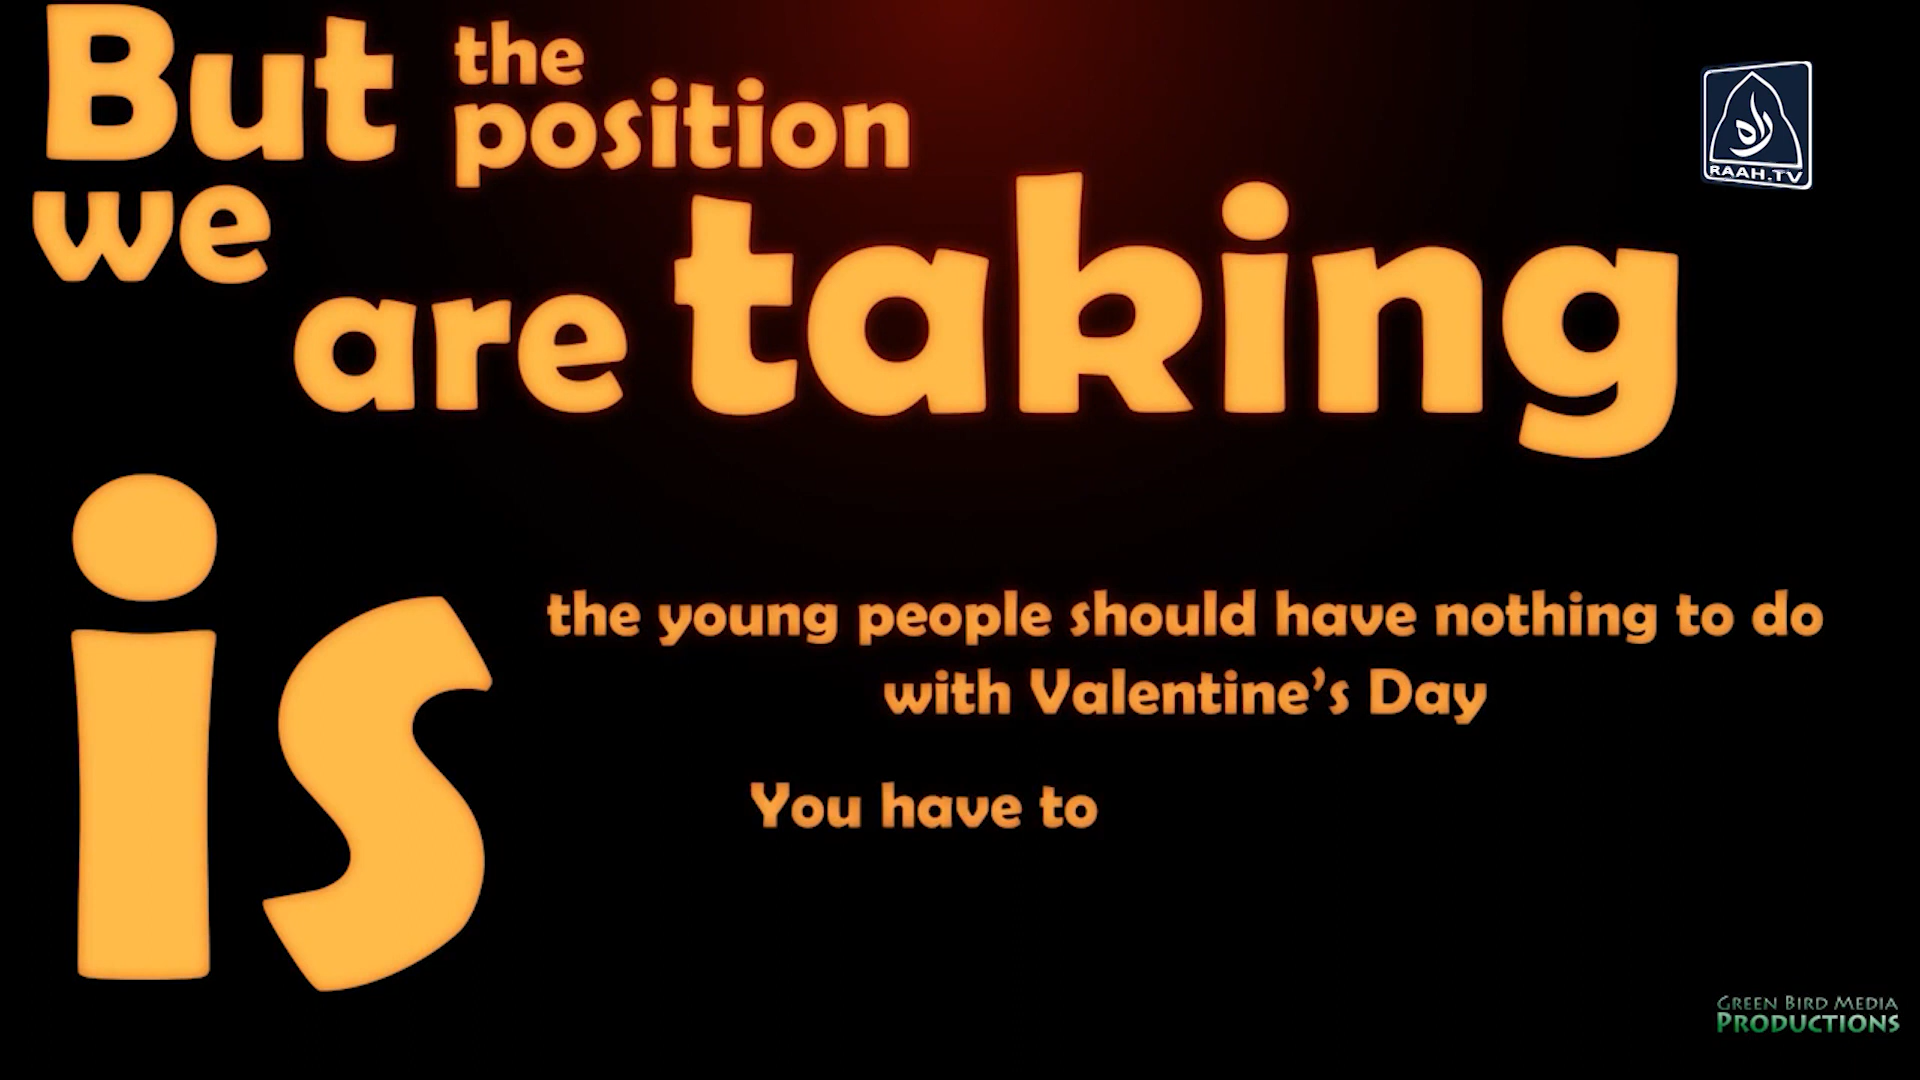 But the
position
we
are taking
is
the young people should have nothing to do
with Valentine's Day
You have to
راه
RAAH.TV
GREEN BIRD MEDIA
PRODUCTIONS